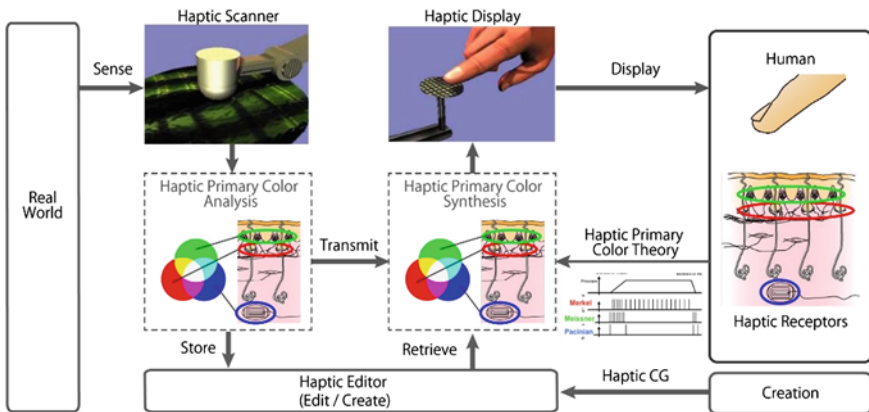 Haptic Scanner
Haptic Display
Sense
Display
Human
Real
World
Haptic Primary Color
Analysis
Haptic Primary Color
Synthesis
Transmit
Haptic Primary
Color Theory
Merkel
Meissner
Pacinian
Haptic Receptors
Store
Retrieve
Haptic Editor
(Edit / Create)
Haptic CG
Creation